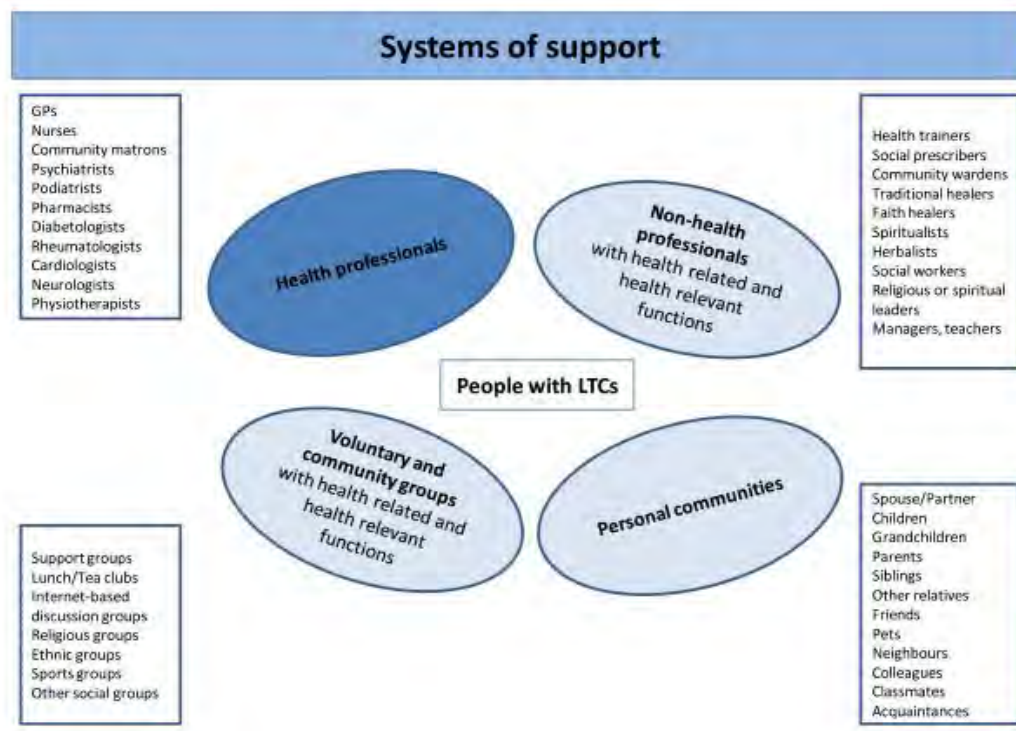 Systems of support
GPs
Nurses
Community matrons
Psychiatrists
Podiatrists
Pharmacists
Diabetologists
Rheumatologists
Cardiologists
Neurologists
Physiotherapists
Health professionals
Non-health
professionals
with health related and
health relevant
functions
Health trainers
Social prescribers
Community wardens
Traditional healers
Faith healers
Spiritualists
Herbalists
Social workers
Religious or spiritual
leaders
Managers, teachers
People with LTCs
Voluntary and
community groups
with health related and
health relevant
functions
Personal communities
Support groups
Lunch/Tea clubs
Internet-based
discussion groups
Religious groups
Ethnic groups
Sports groups
Other social groups
Spouse/Partner
Children
Grandchildren
Parents
Siblings
Other relatives
Friends
Pets
Neighbours
Colleagues
Classmates
Acquaintances